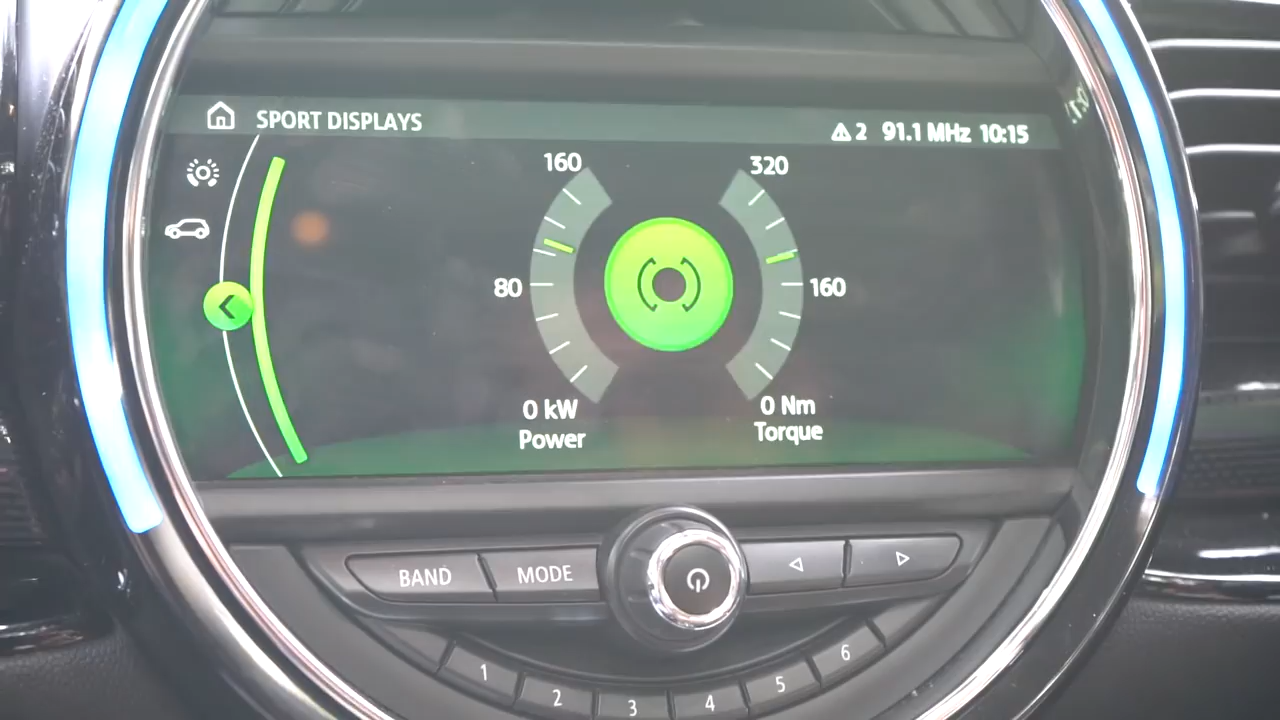 SPORT DISPLAYS
2 91.1 MHz 10:15
160
320
80
160
0 kW
Power
0 Nm
Torque
BAND
MODE
1
2
3
4
5
6